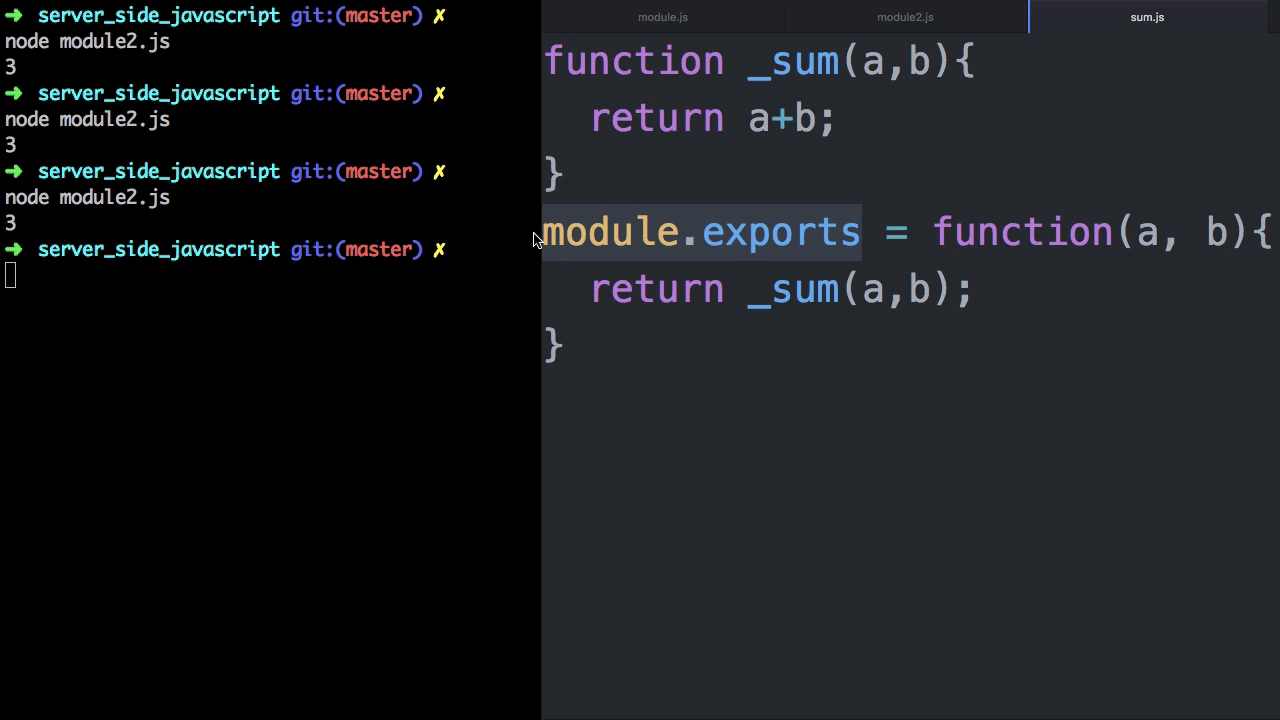 ➜ server_side_javascript git:(master) ✗
node module2.js
3
➜ server_side_javascript git:(master) ✗
node module2.js
3
➜ server_side_javascript git:(master) ✗
node module2.js
3
➜ server_side_javascript git:(master) ✗
module.js module2.js sum.js
function _sum(a,b){
  return a+b;
}
module.exports = function(a, b){
  return _sum(a,b);
}